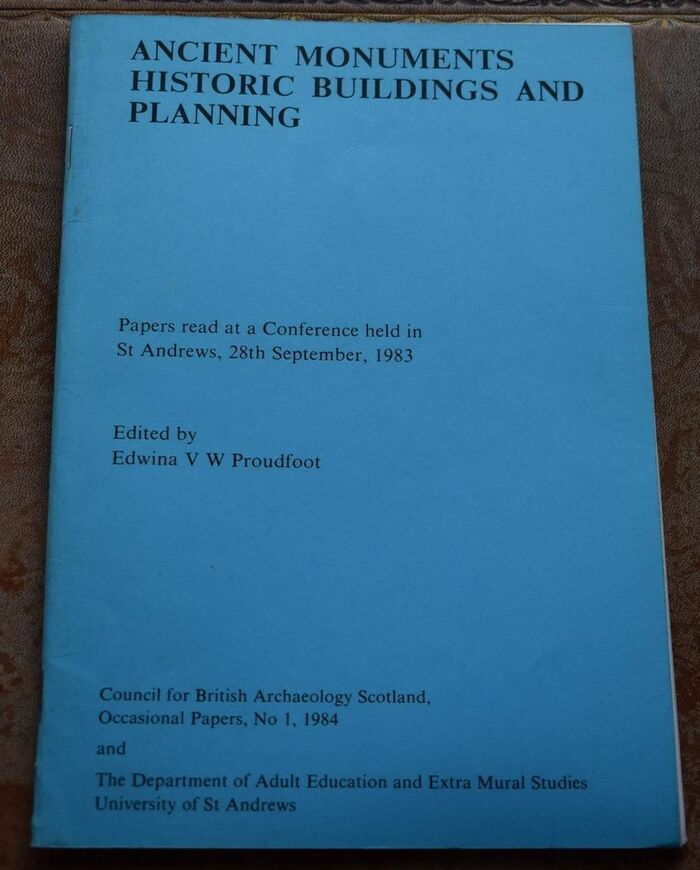 ANCIENT MONUMENTS
HISTORIC BUILDINGS AND
PLANNING
Papers read at a Conference held in
St Andrews, 28th September, 1983
Edited by
Edwina V W Proudfoot
Council for British Archaeology Scotland,
Occasional Papers, No 1, 1984
and
The Department of Adult Education and Extra Mural Studies
University of St Andrews